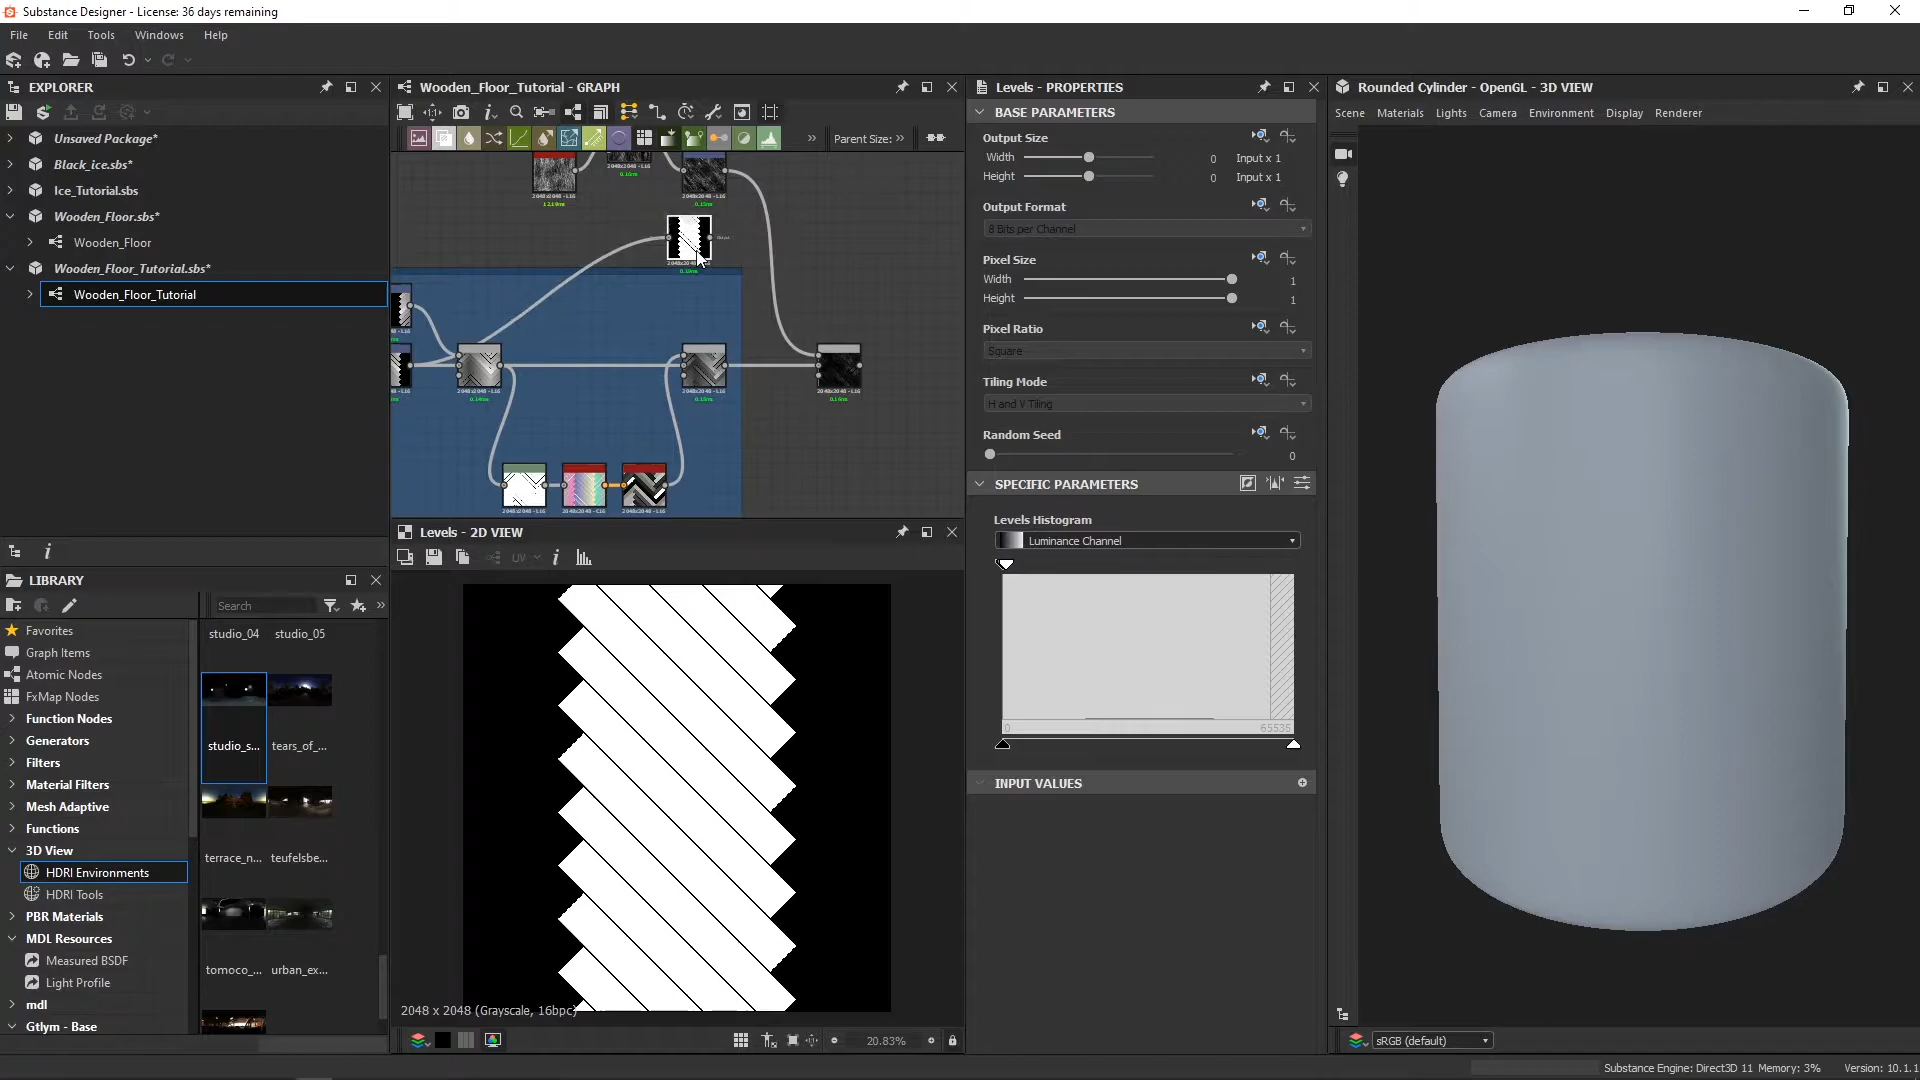 Substance Designer - License: 36 days remaining
File Edit Tools Windows Help
EXPLORER
Unsaved Package*
Black_ice.sbs*
Ice_Tutorial.sbs
Wooden_Floor.sbs*
Wooden_Floor
Wooden_Floor_Tutorial.sbs*
Wooden_Floor_Tutorial
LIBRARY
Search
Favorites
Graph Items
Atomic Nodes
FxMap Nodes
Function Nodes
Generators
Filters
Material Filters
Mesh Adaptive
Functions
3D View
HDRI Environments
HDRI Tools
PBR Materials
MDL Resources
Measured BSDF
Light Profile
mdl
Gtlym - Base
studio_04 studio_05
studio_s... tears_of_...
terrace_n... teufelsbe...
tomoco_... urban_ex...
Wooden_Floor_Tutorial - GRAPH
Parent Size:
Levels - 2D VIEW
UV
2048 x 2048 (Grayscale, 16bpc)
20.83%
Levels - PROPERTIES
BASE PARAMETERS
Output Size
Width 0 Input x 1
Height 0 Input x 1
Output Format
8 Bits per Channel
Pixel Size
Width 1
Height 1
Pixel Ratio
Square
Tiling Mode
H and V Tiling
Random Seed
0
SPECIFIC PARAMETERS
Levels Histogram
Luminance Channel
0 65535
INPUT VALUES
Rounded Cylinder - OpenGL - 3D VIEW
Scene Materials Lights Camera Environment Display Renderer
sRGB (default)
Substance Engine: Direct3D 11 Memory: 3% Version: 10.1.1